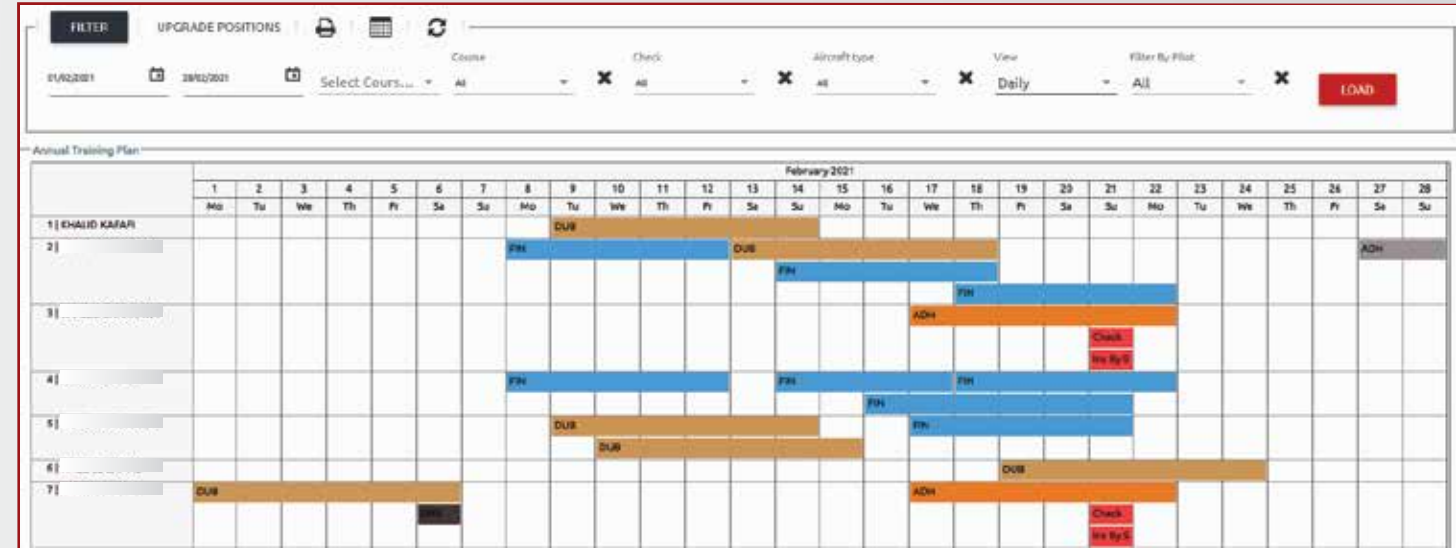 FILTER UPGRADE POSITIONS
Course Check Aircraft type View Filter By Pilot
01/02/2021 28/02/2021 Select Cours... All All All Daily All LOAD
Annual Training Plan
February 2021
1 2 3 4 5 6 7 8 9 10 11 12 13 14 15 16 17 18 19 20 21 22 23 24 25 26 27 28
Mo Tu We Th Fr Sa Su Mo Tu We Th Fr Sa Su Mo Tu We Th Fr Sa Su Mo Tu We Th Fr Sa Su
1| KHALID KAFAFI DUB
2| FIN DUB ADH
FIN
FIN
3| ADH
Check
Ins By S
4| FIN FIN FIN
FIN
5| DUB FIN
DUB
6| DUB
7| DUB ADH
Check
Ins By S